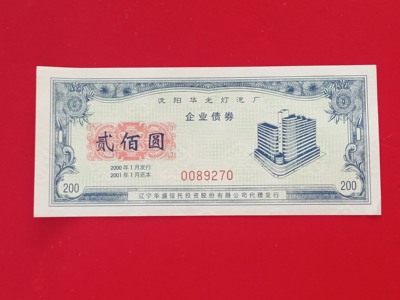 沈阳华光灯泡厂
企业债券
贰佰圆
2000年1月发行
2001年1月还本
0089270
200
200
辽宁华盛信托投资股份有限公司代理发行